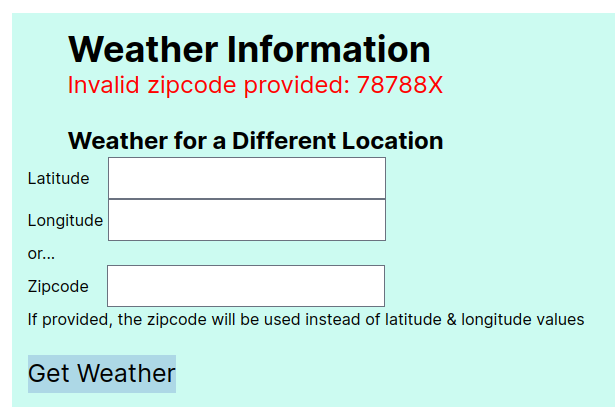 Weather Information
Invalid zipcode provided: 78788X
Weather for a Different Location
Latitude
Longitude
or...
Zipcode
If provided, the zipcode will be used instead of latitude & longitude values
Get Weather